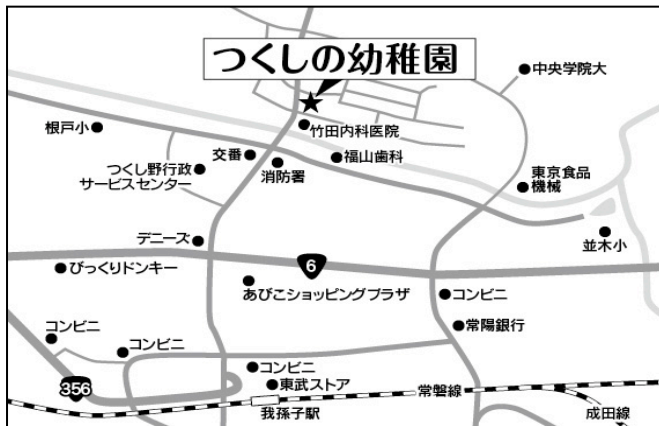 つくしの幼稚園
中央学院大
根戸小
竹田内科医院
交番
福山歯科
つくし野行政
サービスセンター
消防署
東京食品
機械
並木小
デニーズ
6
びっくりドンキー
あびこショッピングプラザ
コンビニ
常陽銀行
コンビニ
コンビニ
コンビニ
356
東武ストア
常磐線
我孫子駅
成田線